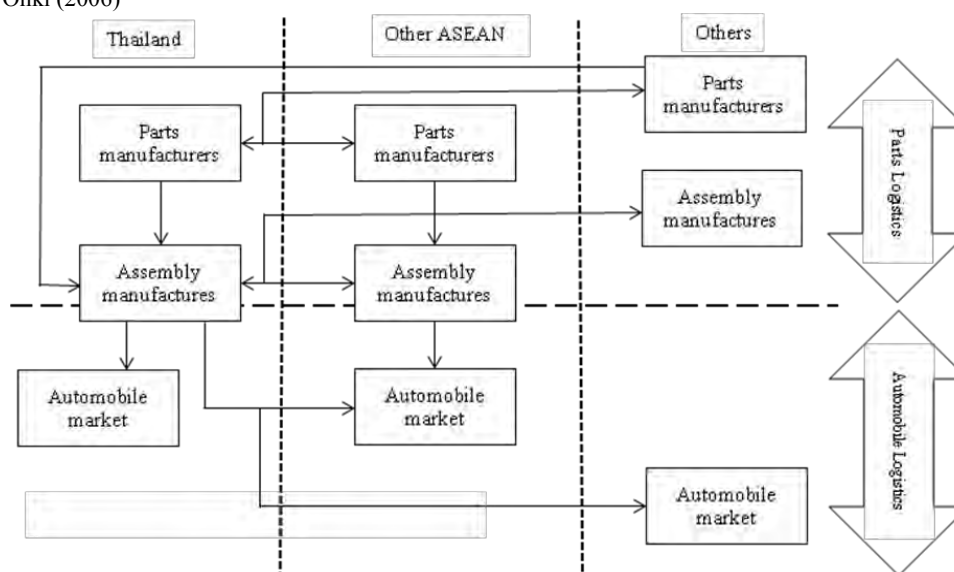 Ohki (2006)
Thailand
Other ASEAN
Others
Parts
manufacturers
Parts
manufacturers
Parts
manufacturers
Assembly
manufactures
Assembly
manufactures
Assembly
manufactures
Automobile
market
Automobile
market
Automobile
market
Parts Logistics
Automobile Logistics